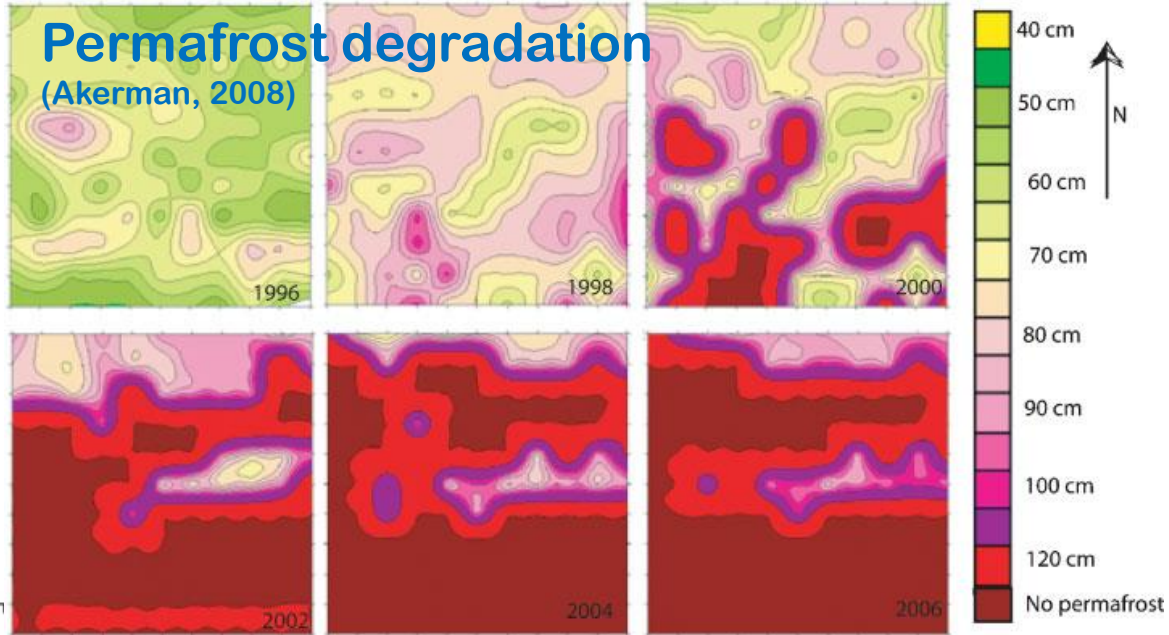 Permafrost degradation
(Akerman, 2008)
1996
1998
2000
2002
2004
2006
40 cm
50 cm
60 cm
70 cm
80 cm
90 cm
100 cm
120 cm
No permafrost
N